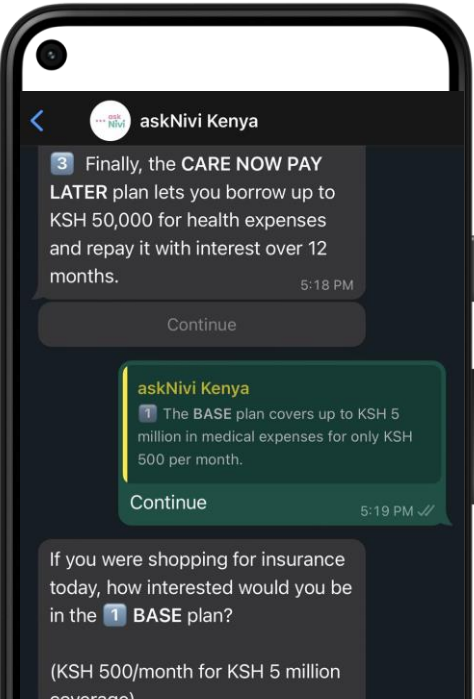 ask
Nivi
askNivi Kenya
3 Finally, the CARE NOW PAY
LATER plan lets you borrow up to
KSH 50,000 for health expenses
and repay it with interest over 12
months.
5:18 PM
Continue
askNivi Kenya
1 The BASE plan covers up to KSH 5
million in medical expenses for only KSH
500 per month.
Continue
5:19 PM
If you were shopping for insurance
today, how interested would you be
in the 1 BASE plan?
(KSH 500/month for KSH 5 million
coverage)